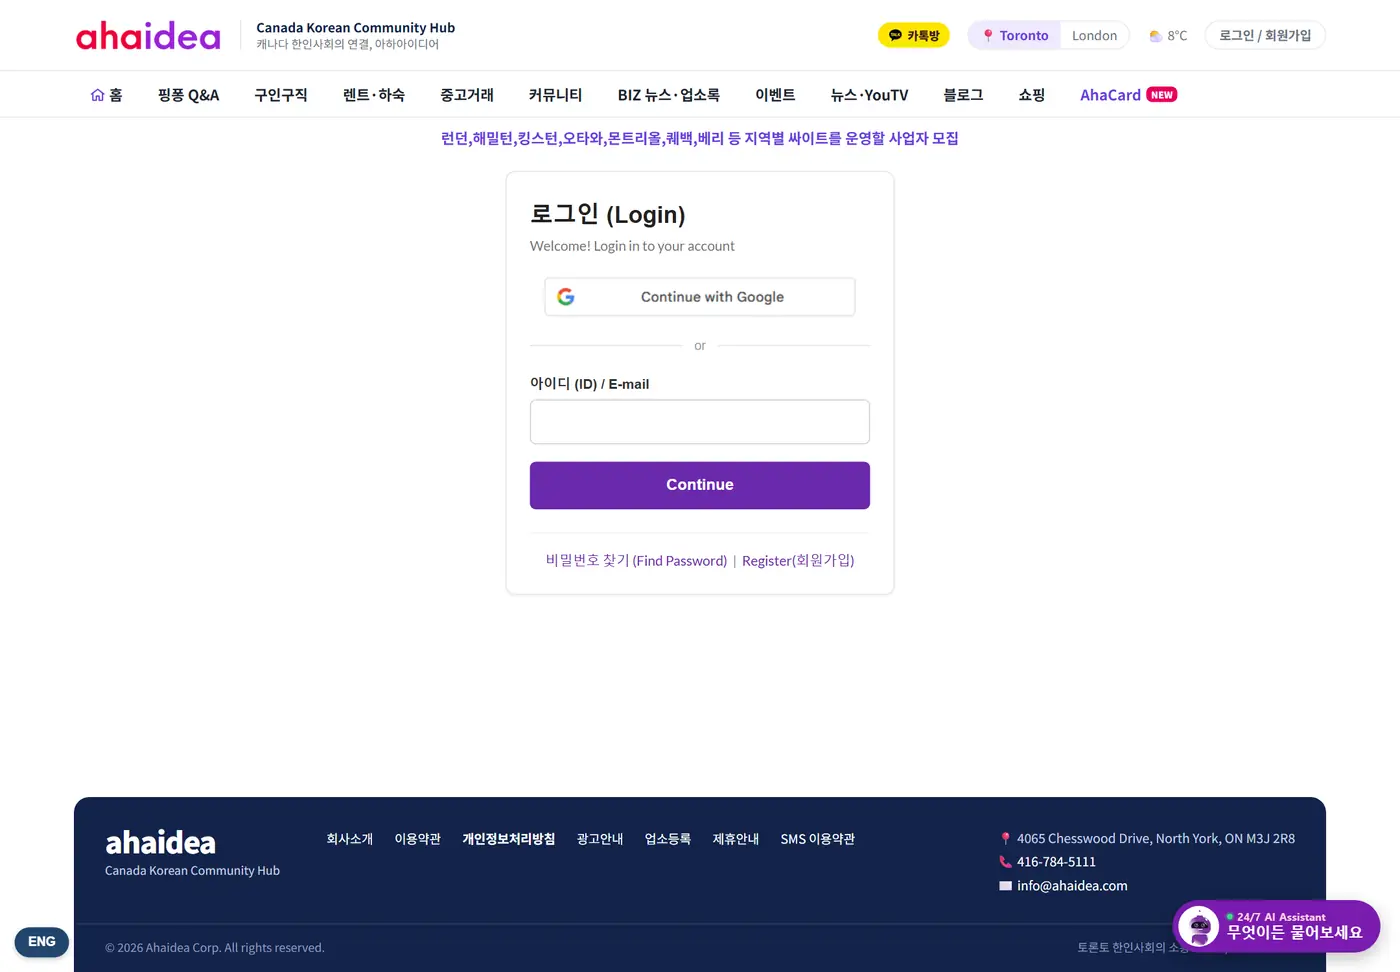 ahaidea
Canada Korean Community Hub
캐나다 한인사회의 연결, 아하아이디어
TALK 카톡방
Toronto
London
8°C
로그인 / 회원가입
홈
핑퐁 Q&A
구인구직
렌트·하숙
중고거래
커뮤니티
BIZ 뉴스·업소록
이벤트
뉴스·YouTV
블로그
쇼핑
AhaCard NEW
런던,해밀턴,킹스턴,오타와,몬트리올,퀘백,베리 등 지역별 싸이트를 운영할 사업자 모집
로그인 (Login)
Welcome! Login in to your account
Continue with Google
or
아이디 (ID) / E-mail
Continue
비밀번호 찾기 (Find Password) | Register(회원가입)
ahaidea
Canada Korean Community Hub
회사소개
이용약관
개인정보처리방침
광고안내
업소등록
제휴안내
SMS 이용약관
4065 Chesswood Drive, North York, ON M3J 2R8
416-784-5111
info@ahaidea.com
24/7 AI Assistant
무엇이든 물어보세요
ENG
© 2026 Ahaidea Corp. All rights reserved.
토론토 한인사회의